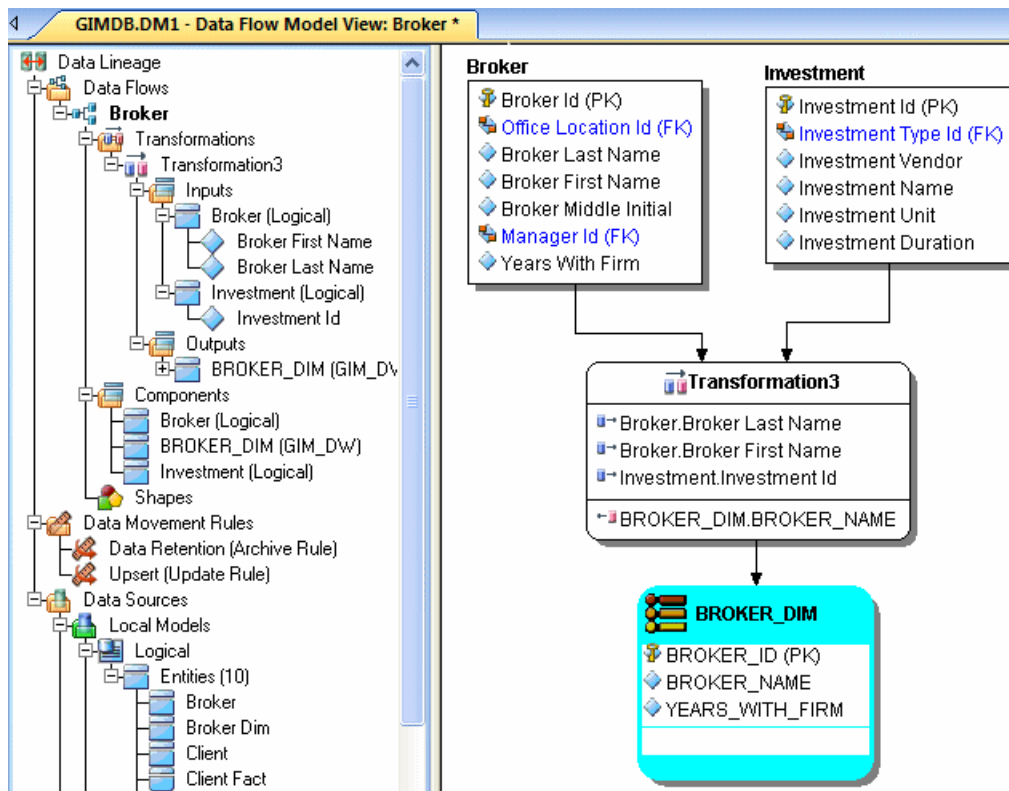 GIMDB.DM1 - Data Flow Model View: Broker *
Data Lineage
Data Flows
Broker
Transformations
Transformation3
Inputs
Broker (Logical)
Broker First Name
Broker Last Name
Investment (Logical)
Investment Id
Outputs
BROKER_DIM (GIM_DW
Components
Broker (Logical)
BROKER_DIM (GIM_DW)
Investment (Logical)
Shapes
Data Movement Rules
Data Retention (Archive Rule)
Upsert (Update Rule)
Data Sources
Local Models
Logical
Entities (10)
Broker
Broker Dim
Client
Client Fact
Broker
Broker Id (PK)
Office Location Id (FK)
Broker Last Name
Broker First Name
Broker Middle Initial
Manager Id (FK)
Years With Firm
Investment
Investment Id (PK)
Investment Type Id (FK)
Investment Vendor
Investment Name
Investment Unit
Investment Duration
Transformation3
Broker.Broker Last Name
Broker.Broker First Name
Investment.Investment Id
BROKER_DIM.BROKER_NAME
BROKER_DIM
BROKER_ID (PK)
BROKER_NAME
YEARS_WITH_FIRM